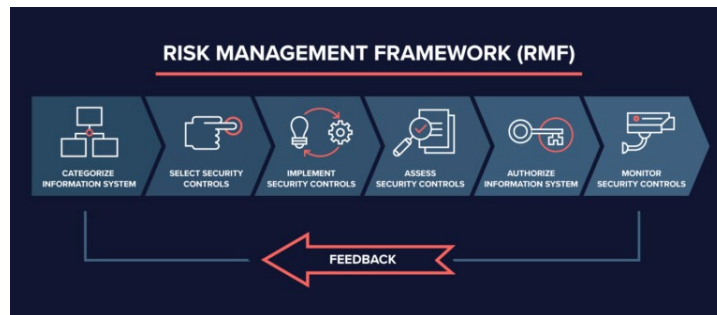 RISK MANAGEMENT FRAMEWORK (RMF)
CATEGORIZE
INFORMATION SYSTEM
SELECT SECURITY
CONTROLS
IMPLEMENT
SECURITY CONTROLS
ASSESS
SECURITY CONTROLS
AUTHORIZE
INFORMATION SYSTEM
MONITOR
SECURITY CONTROLS
FEEDBACK